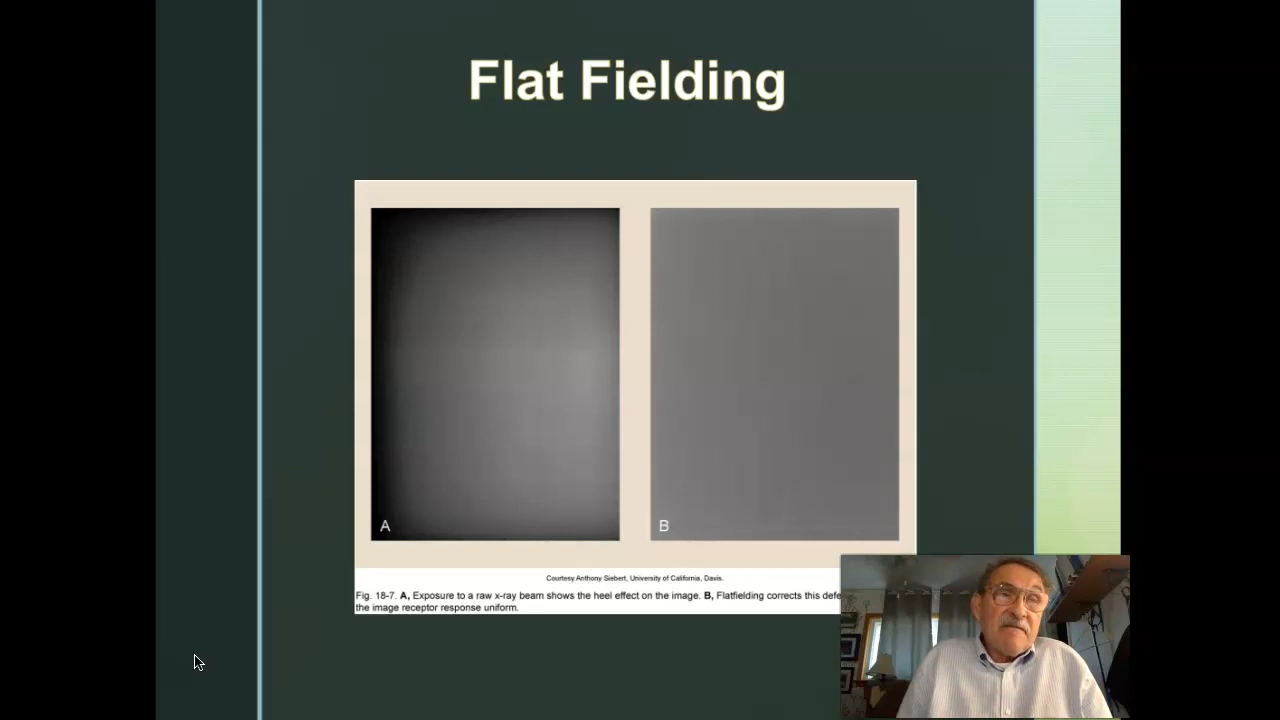 Flat Fielding
A
B
Courtesy Anthony Siebert, University of California, Davis.
Fig. 18-7. A, Exposure to a raw x-ray beam shows the heel effect on the image. B, Flatfielding corrects this
the image receptor response uniform.